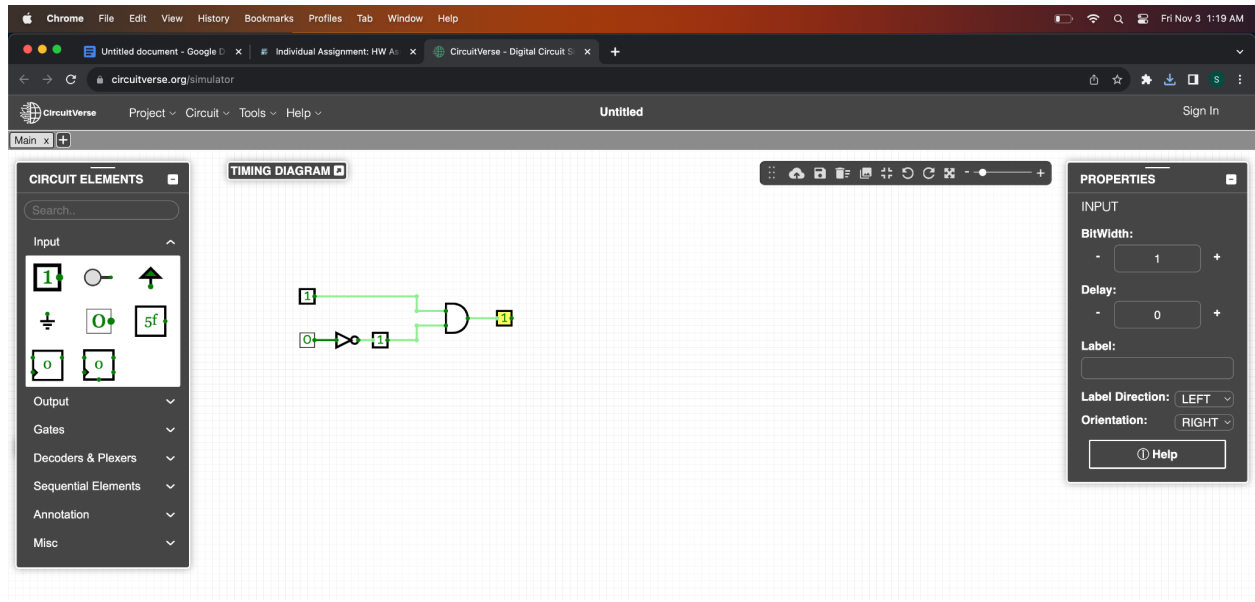 Chrome File Edit View History Bookmarks Profiles Tab Window Help Fri Nov 3 1:19 AM
Untitled document - Google D Individual Assignment: HW As CircuitVerse - Digital Circuit S
circuitverse.org/simulator S
CircuitVerse Project Circuit Tools Help Untitled Sign In
Main x +
CIRCUIT ELEMENTS
Search..
Input
1
0 5f
0 0
Output
Gates
Decoders & Plexers
Sequential Elements
Annotation
Misc
TIMING DIAGRAM
1
0 1
1
PROPERTIES
INPUT
BitWidth:
- 1 +
Delay:
- 0 +
Label:
Label Direction: LEFT
Orientation: RIGHT
Help